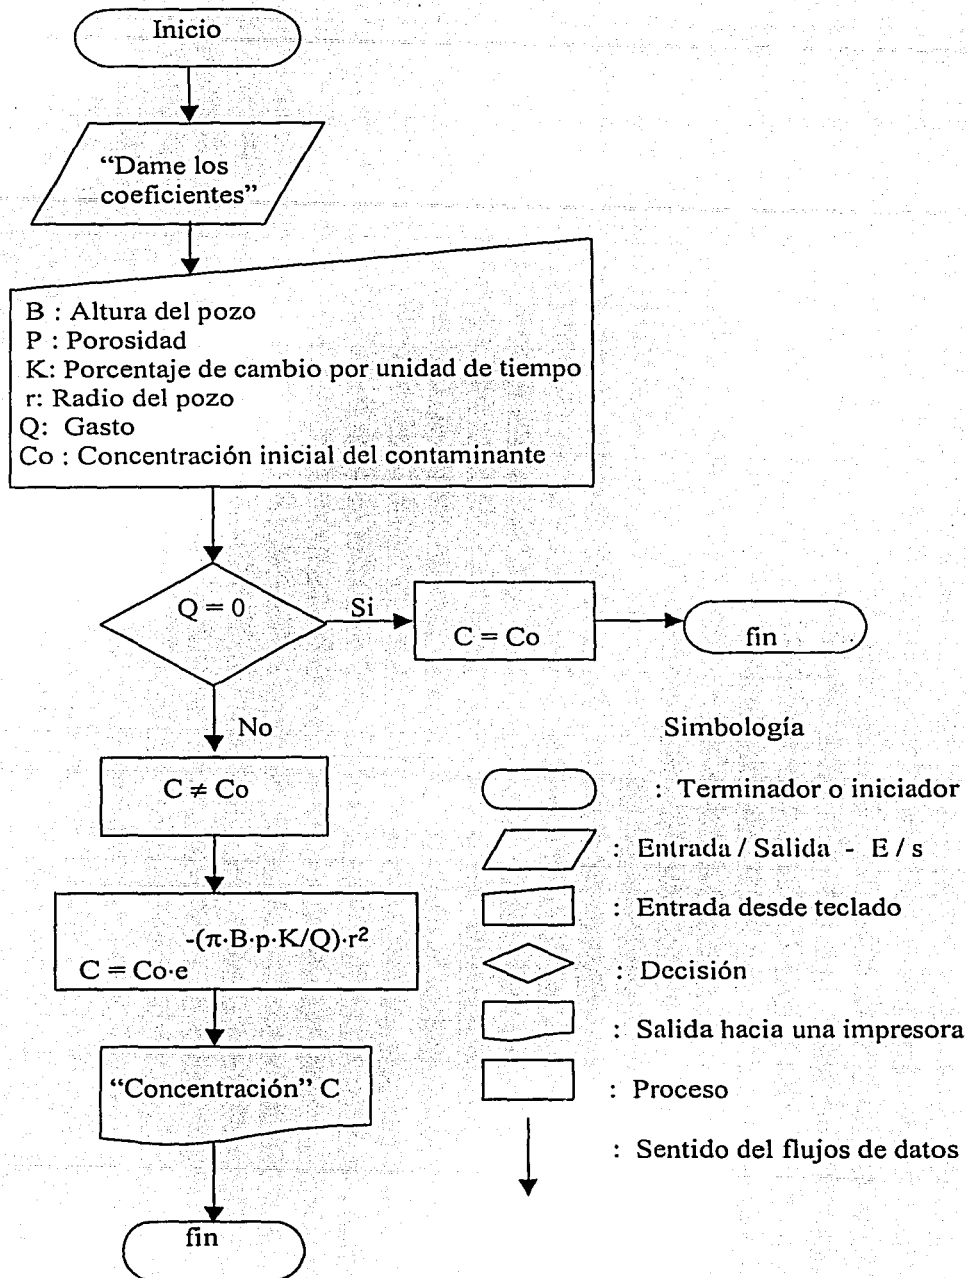 Inicio
“Dame los
coeficientes”
B : Altura del pozo
P : Porosidad
K: Porcentaje de cambio por unidad de tiempo
r: Radio del pozo
Q: Gasto
Co : Concentración inicial del contaminante
Q = 0
Si
C = Co
fin
No
C ≠ Co
-(π·B·p·K/Q)·r²
C = Co·e
“Concentración” C
fin
Simbología
: Terminador o iniciador
: Entrada / Salida - E / s
: Entrada desde teclado
: Decisión
: Salida hacia una impresora
: Proceso
: Sentido del flujos de datos